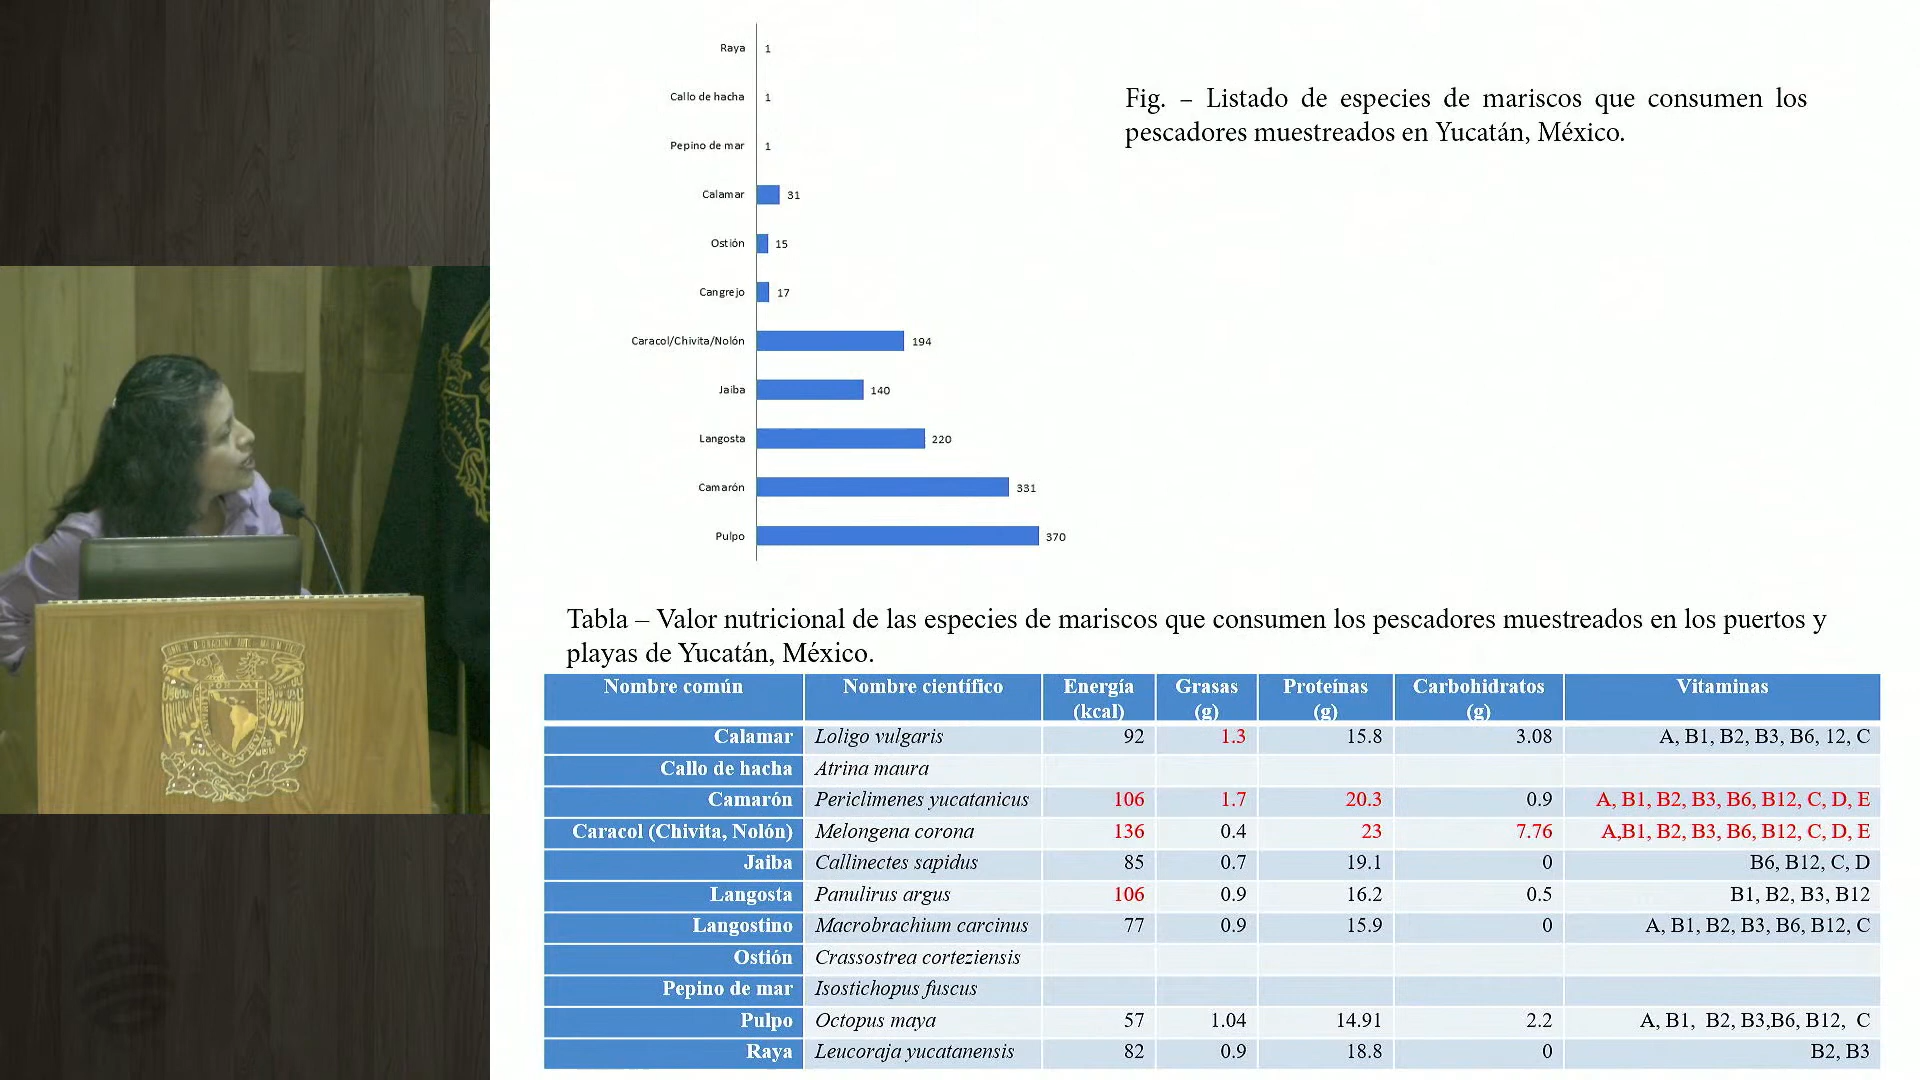 Raya 1
Callo de hacha 1
Pepino de mar 1
Calamar 31
Ostión 15
Cangrejo 17
Caracol/Chivita/Nolón 194
Jaiba 140
Langosta 220
Camarón 331
Pulpo 370
Fig. – Listado de especies de mariscos que consumen los
pescadores muestreados en Yucatán, México.
Tabla – Valor nutricional de las especies de mariscos que consumen los pescadores muestreados en los puertos y
playas de Yucatán, México.
Nombre común Nombre científico Energía (kcal) Grasas (g) Proteínas (g) Carbohidratos (g) Vitaminas
Calamar Loligo vulgaris 92 1.3 15.8 3.08 A, B1, B2, B3, B6, 12, C
Callo de hacha Atrina maura
Camarón Periclimenes yucatanicus 106 1.7 20.3 0.9 A, B1, B2, B3, B6, B12, C, D, E
Caracol (Chivita, Nolón) Melongena corona 136 0.4 23 7.76 A,B1, B2, B3, B6, B12, C, D, E
Jaiba Callinectes sapidus 85 0.7 19.1 0 B6, B12, C, D
Langosta Panulirus argus 106 0.9 16.2 0.5 B1, B2, B3, B12
Langostino Macrobrachium carcinus 77 0.9 15.9 0 A, B1, B2, B3, B6, B12, C
Ostión Crassostrea corteziensis
Pepino de mar Isostichopus fuscus
Pulpo Octopus maya 57 1.04 14.91 2.2 A, B1, B2, B3,B6, B12, C
Raya Leucoraja yucatanensis 82 0.9 18.8 0 B2, B3